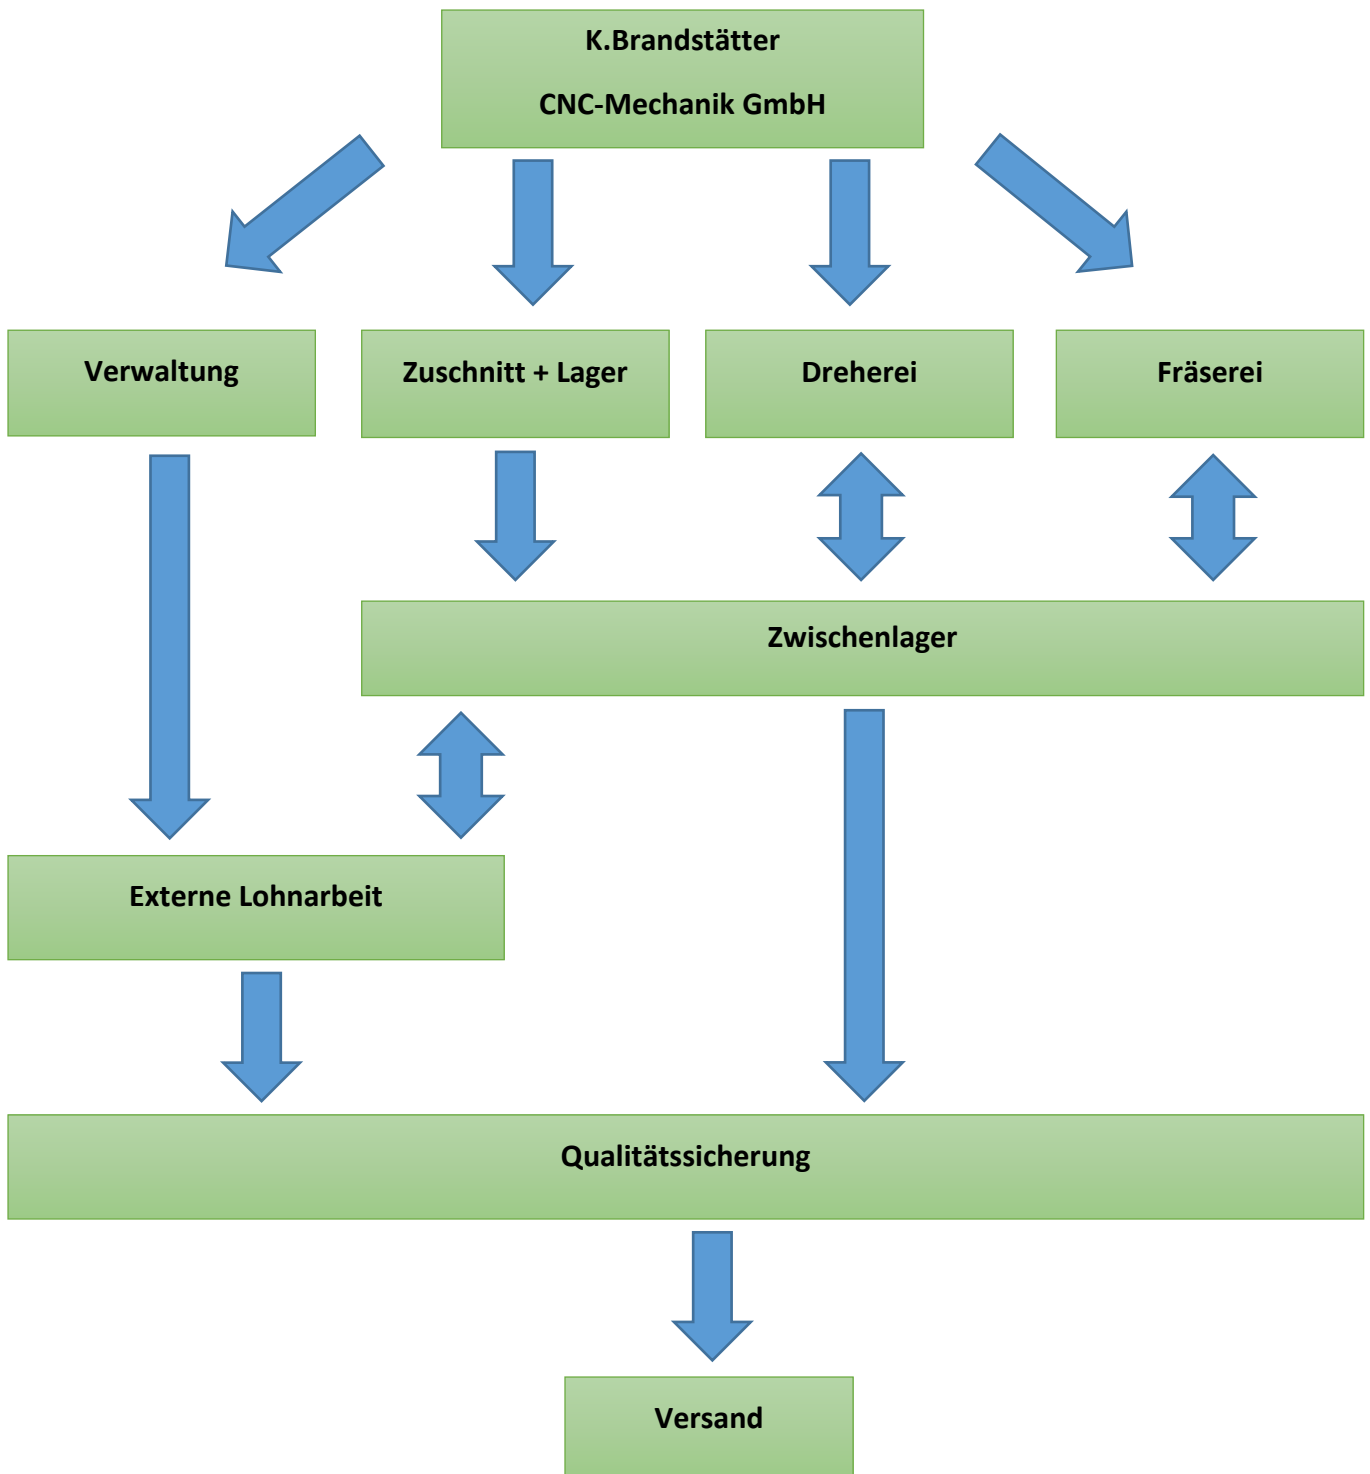 K.Brandstätter
CNC-Mechanik GmbH
Verwaltung
Zuschnitt + Lager
Dreherei
Fräserei
Zwischenlager
Externe Lohnarbeit
Qualitätssicherung
Versand